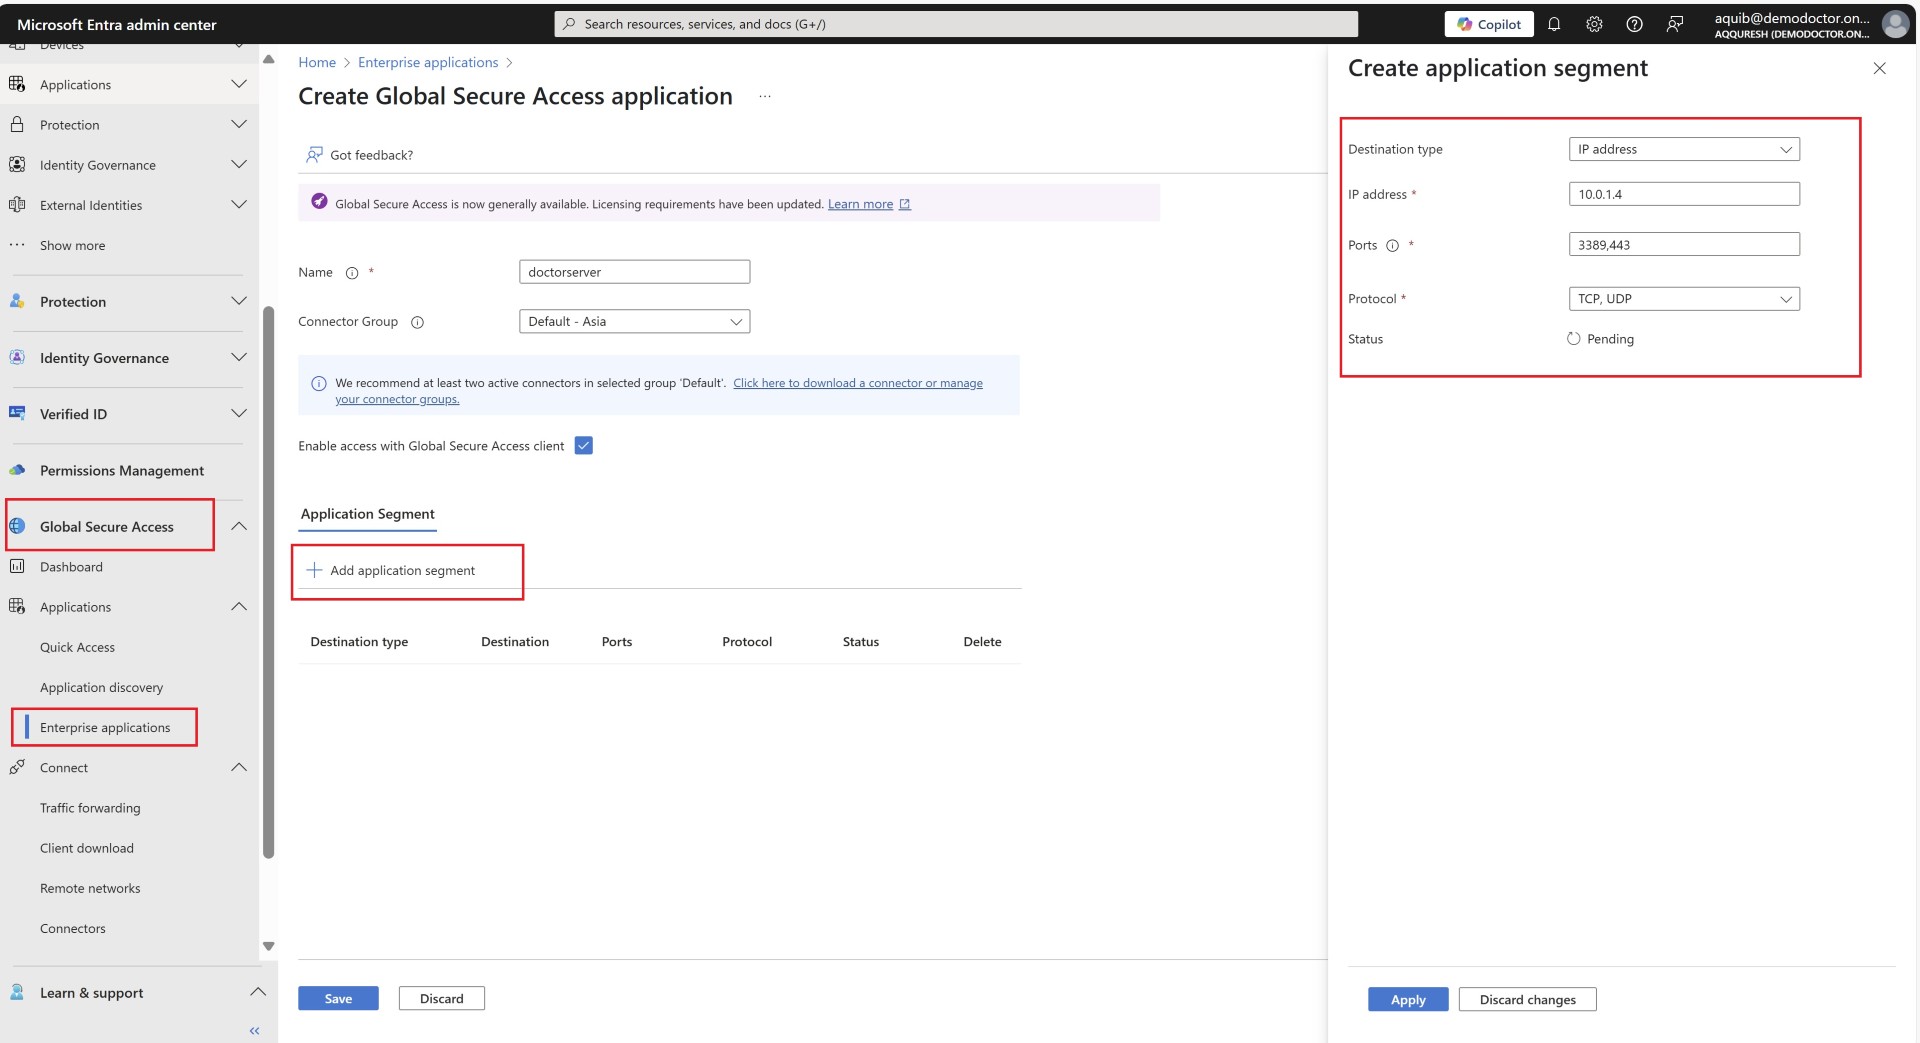 Microsoft Entra admin center
Search resources, services, and docs (G+/)
Copilot
aquib@demodoctor.on...
AQQURESH (DEMODOCTOR.ON...
Devices
Applications
Protection
Identity Governance
External Identities
Show more
Protection
Identity Governance
Verified ID
Permissions Management
Global Secure Access
Dashboard
Applications
Quick Access
Application discovery
Enterprise applications
Connect
Traffic forwarding
Client download
Remote networks
Connectors
Learn & support
Home > Enterprise applications >
Create Global Secure Access application ...
Got feedback?
Global Secure Access is now generally available. Licensing requirements have been updated. Learn more
Name * doctorserver
Connector Group Default - Asia
We recommend at least two active connectors in selected group 'Default'. Click here to download a connector or manage
your connector groups.
Enable access with Global Secure Access client
Application Segment
Add application segment
Destination type Destination Ports Protocol Status Delete
Save Discard
Create application segment
Destination type IP address
IP address * 10.0.1.4
Ports * 3389,443
Protocol * TCP, UDP
Status Pending
Apply Discard changes